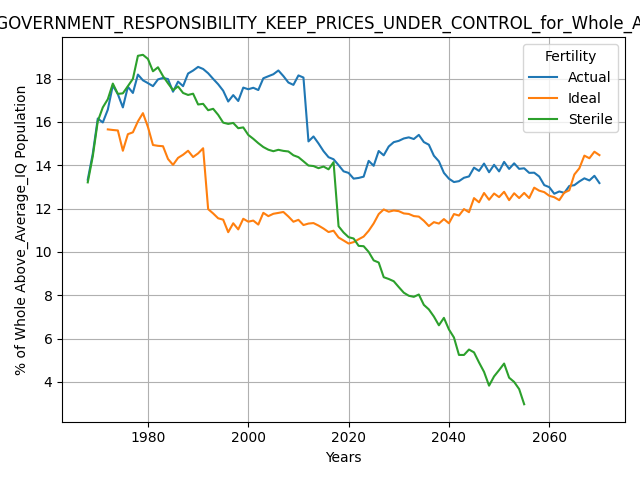 GOVERNMENT_RESPONSIBILITY_KEEP_PRICES_UNDER_CONTROL_for_Whole_A
Fertility
Actual
Ideal
Sterile
% of Whole Above_Average_IQ Population
18
16
14
12
10
8
6
4
1980 2000 2020 2040 2060
Years